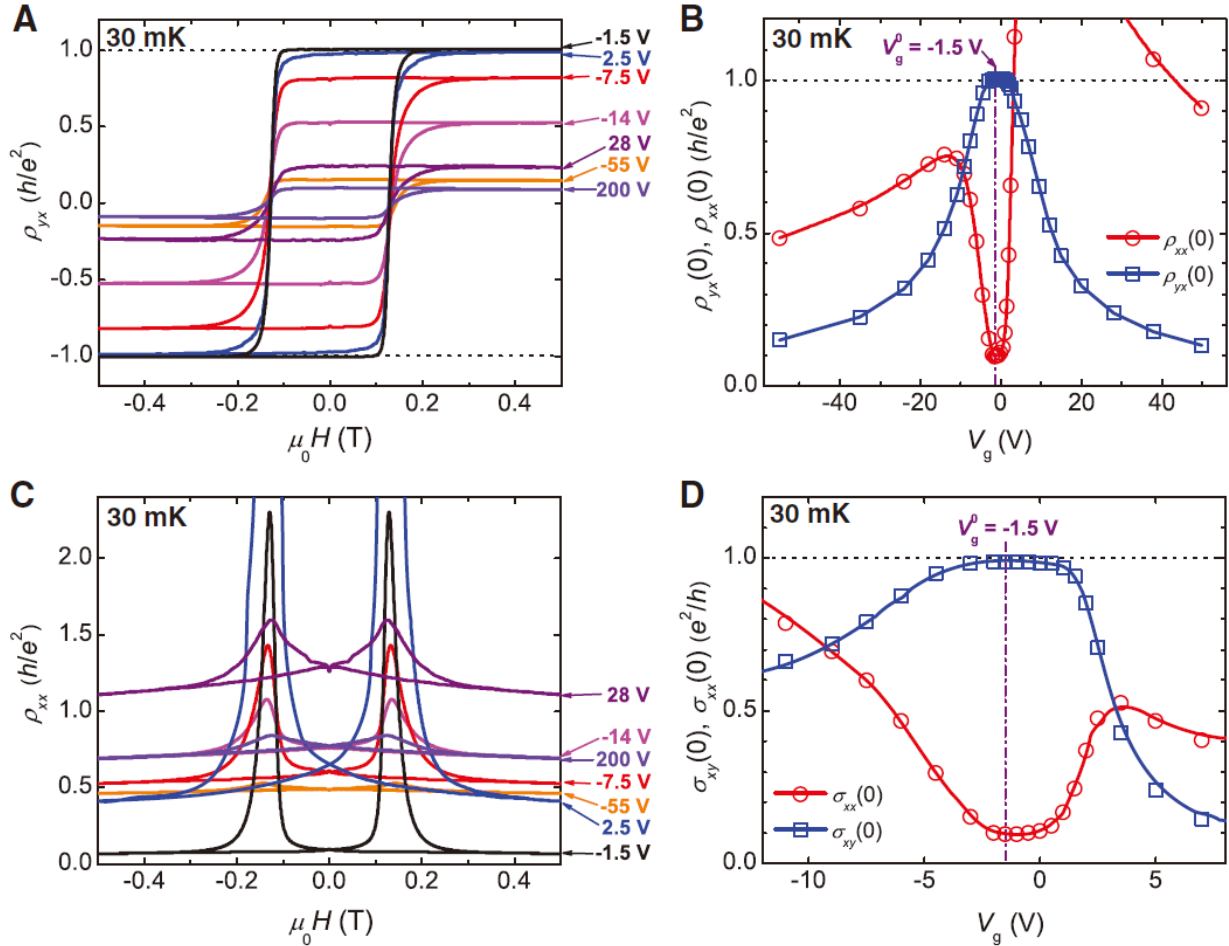 A
30 mK
1.0
0.5
0.0
-0.5
-1.0
ρyx (h/e²)
-0.4 -0.2 0.0 0.2 0.4
μ₀H (T)
-1.5 V
2.5 V
-7.5 V
-14 V
28 V
-55 V
200 V
B
30 mK
Vg⁰ = -1.5 V
1.0
0.5
0.0
ρyx(0), ρxx(0) (h/e²)
ρxx(0)
ρyx(0)
-40 -20 0 20 40
Vg (V)
C
30 mK
2.0
1.5
1.0
0.5
0.0
ρxx (h/e²)
-0.4 -0.2 0.0 0.2 0.4
μ₀H (T)
28 V
-14 V
200 V
-7.5 V
-55 V
2.5 V
-1.5 V
D
30 mK
Vg⁰ = -1.5 V
1.0
0.5
0.0
σxy(0), σxx(0) (e²/h)
σxx(0)
σxy(0)
-10 -5 0 5
Vg (V)